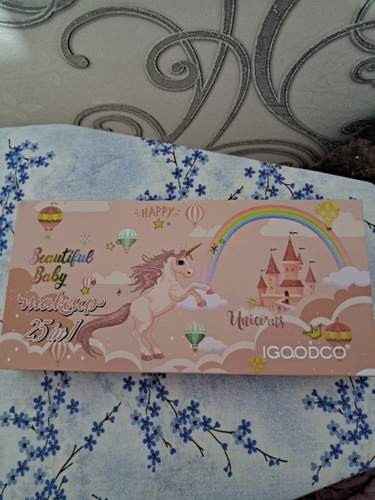 HAPPY
Beautiful
Baby
makeup
25 in 1
Unicorns
IGOODCO